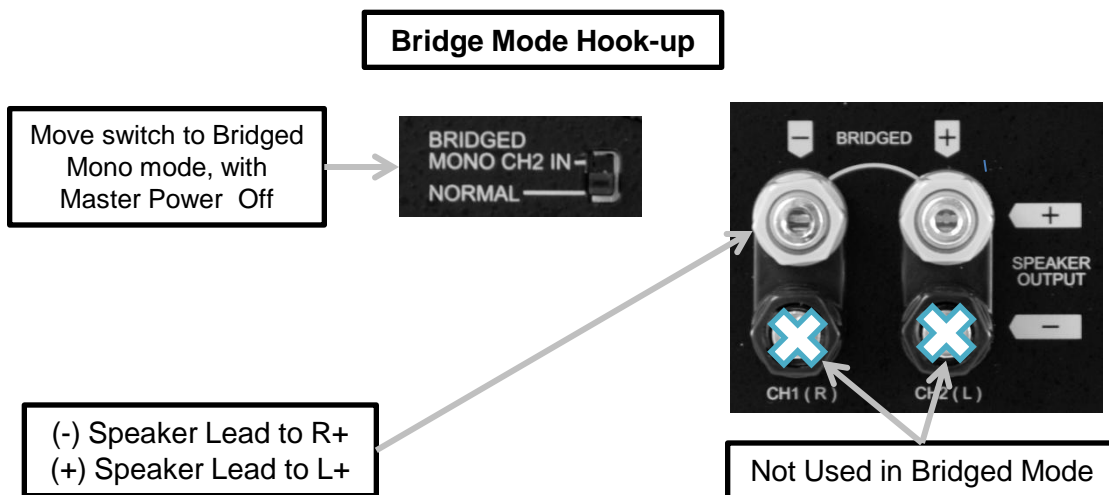 Bridge Mode Hook-up
Move switch to Bridged
Mono mode, with
Master Power Off
BRIDGED
MONO CH2 IN
NORMAL
- BRIDGED +
+
SPEAKER
OUTPUT
-
CH1 ( R )
CH2 ( L )
(-) Speaker Lead to R+
(+) Speaker Lead to L+
Not Used in Bridged Mode